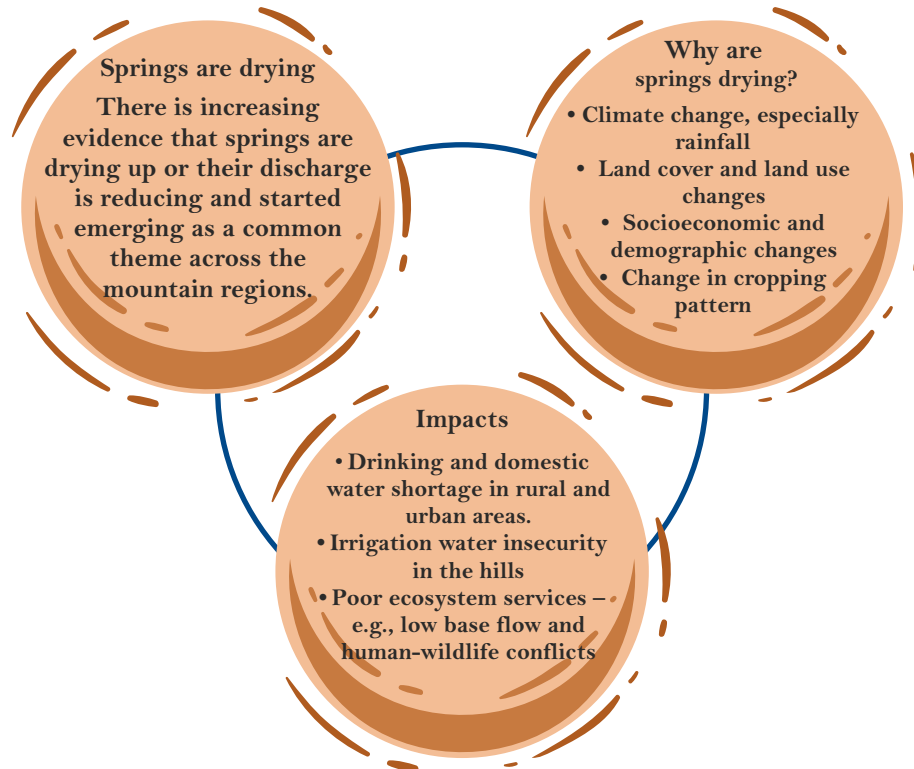 Springs are drying
There is increasing
evidence that springs are
drying up or their discharge
is reducing and started
emerging as a common
theme across the
mountain regions.
Why are
springs drying?
• Climate change, especially
rainfall
• Land cover and land use
changes
• Socioeconomic and
demographic changes
• Change in cropping
pattern
Impacts
• Drinking and domestic
water shortage in rural and
urban areas.
• Irrigation water insecurity
in the hills
• Poor ecosystem services –
e.g., low base flow and
human-wildlife conflicts